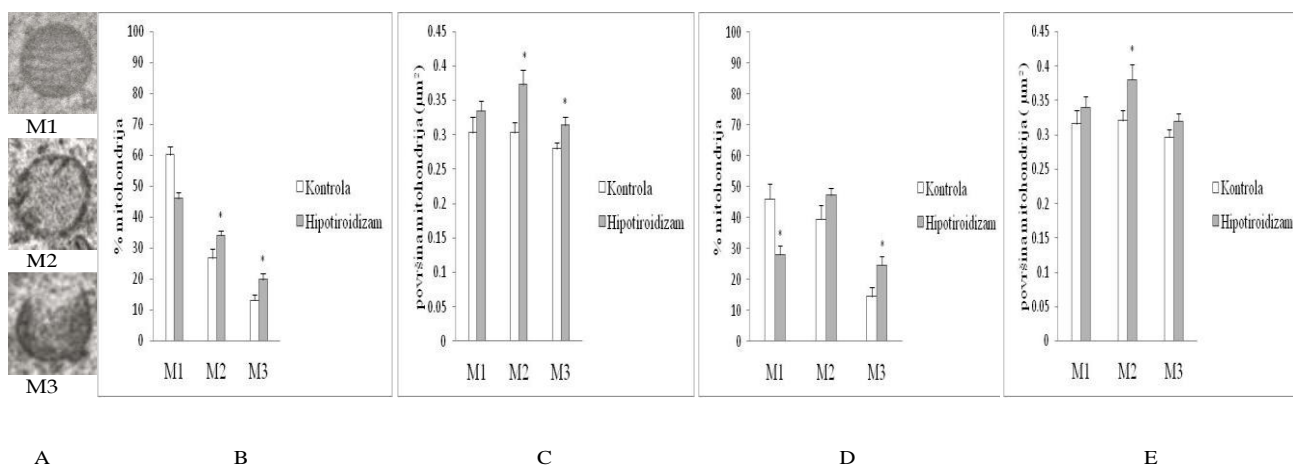 M1
M2
M3
% mitohondrija
100
90
80
70
60
50
40
30
20
10
0
*
*
M1 M2 M3
Kontrola
Hipotiroidizam
površina mitohondrija (µm²)
0.45
0.4
0.35
0.3
0.25
0.2
0.15
0.1
0.05
0
*
*
M1 M2 M3
Kontrola
Hipotiroidizam
% mitohondrija
100
90
80
70
60
50
40
30
20
10
0
*
*
M1 M2 M3
Kontrola
Hipotiroidizam
površina mitohondrija ( µm²)
0.45
0.4
0.35
0.3
0.25
0.2
0.15
0.1
0.05
0
*
M1 M2 M3
Kontrola
Hipotiroidizam
A B C D E